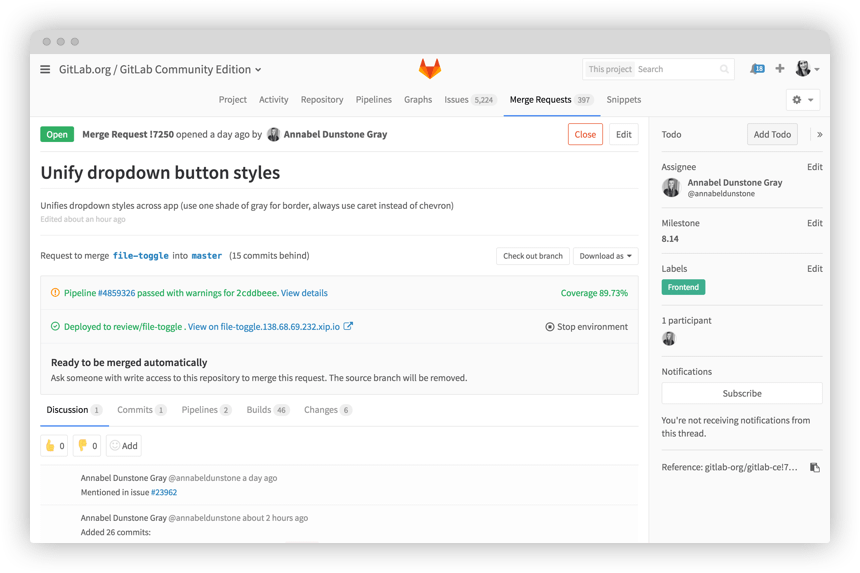 GitLab.org / GitLab Community Edition
This project Search
18
Project Activity Repository Pipelines Graphs Issues 5,224 Merge Requests 397 Snippets
Open Merge Request !7250 opened a day ago by Annabel Dunstone Gray Close Edit
Unify dropdown button styles
Unifies dropdown styles across app (use one shade of gray for border, always use caret instead of chevron)
Edited about an hour ago
Request to merge file-toggle into master (15 commits behind) Check out branch Download as
Pipeline #4859326 passed with warnings for 2cddbeee. View details Coverage 89.73%
Deployed to review/file-toggle . View on file-toggle.138.68.69.232.xip.io Stop environment
Ready to be merged automatically
Ask someone with write access to this repository to merge this request. The source branch will be removed.
Discussion 1 Commits 1 Pipelines 2 Builds 46 Changes 6
0 0 Add
Annabel Dunstone Gray @annabeldunstone a day ago
Mentioned in issue #23962
Annabel Dunstone Gray @annabeldunstone about 2 hours ago
Added 26 commits:
Todo Add Todo »
Assignee Edit
Annabel Dunstone Gray
@annabeldunstone
Milestone Edit
8.14
Labels Edit
Frontend
1 participant
Notifications
Subscribe
You're not receiving notifications from
this thread.
Reference: gitlab-org/gitlab-ce!7...